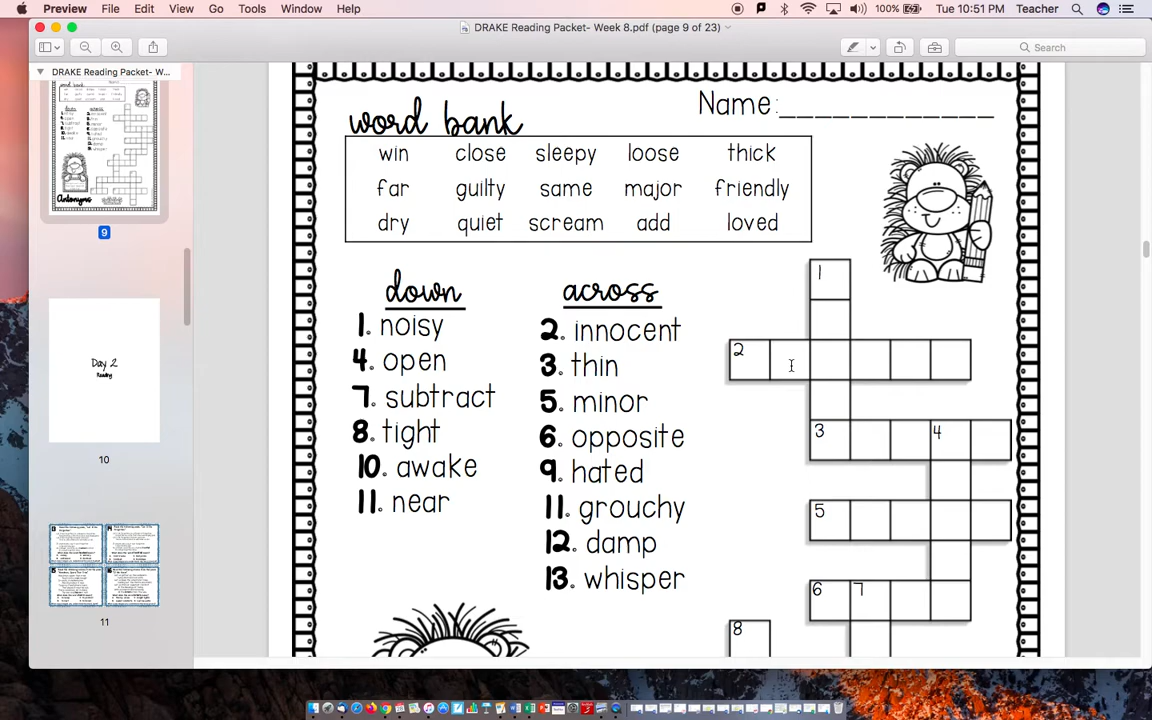 Preview File Edit View Go Tools Window Help 100% Tue 10:51 PM Teacher
DRAKE Reading Packet- Week 8.pdf (page 9 of 23)
Search
DRAKE Reading Packet- W...
9
Day 2
Reading
10
11
word bank
Name:_____________
win close sleepy loose thick
far guilty same major friendly
dry quiet scream add loved
down
1. noisy
4. open
7. subtract
8. tight
10. awake
11. near
across
2. innocent
3. thin
5. minor
6. opposite
9. hated
11. grouchy
12. damp
13. whisper
1
2
3 4
5
6 7
8